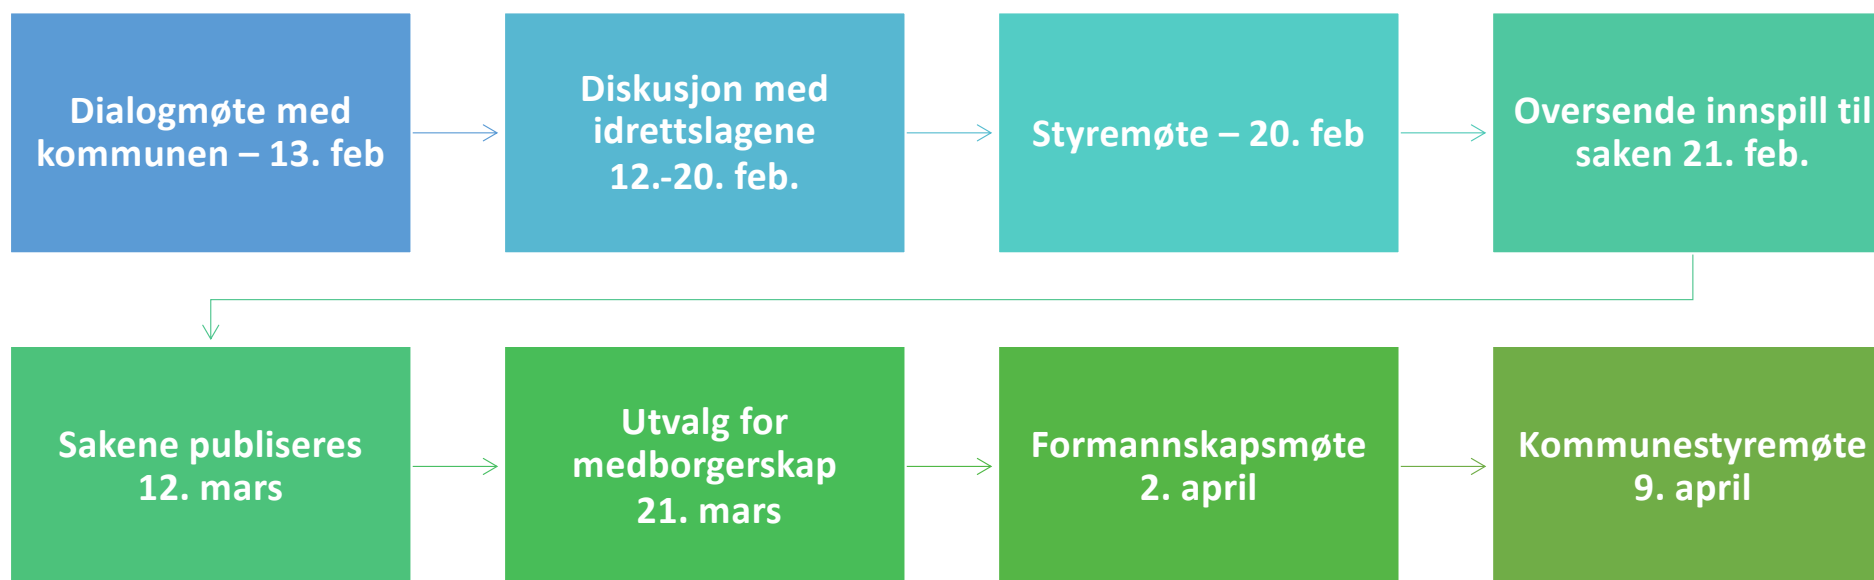 Dialogmøte med
kommunen – 13. feb
Diskusjon med
idrettslagene
12.-20. feb.
Styremøte – 20. feb
Oversende innspill til
saken 21. feb.
Sakene publiseres
12. mars
Utvalg for
medborgerskap
21. mars
Formannskapsmøte
2. april
Kommunestyremøte
9. april